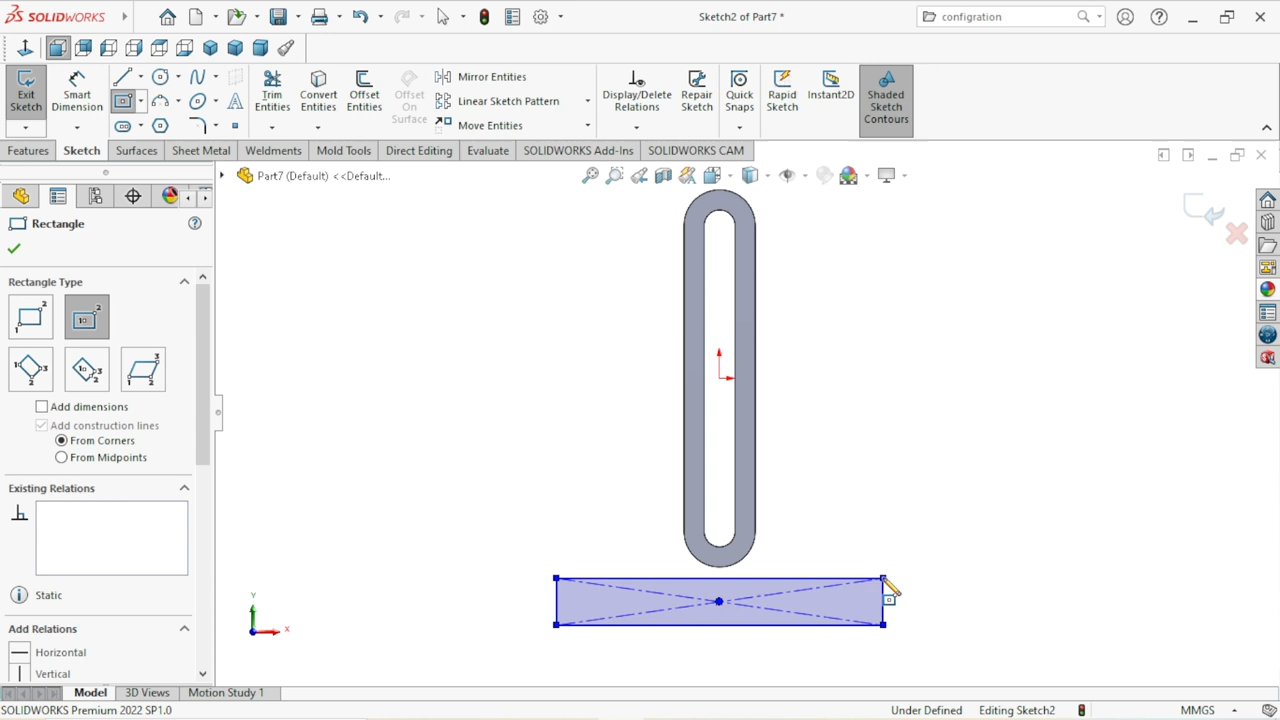 SOLIDWORKS
Sketch2 of Part7 *
configration
Exit Sketch
Smart Dimension
Trim Entities
Convert Entities
Offset Entities
Offset On Surface
Mirror Entities
Linear Sketch Pattern
Move Entities
Display/Delete Relations
Repair Sketch
Quick Snaps
Rapid Sketch
Instant2D
Shaded Sketch Contours
Features
Sketch
Surfaces
Sheet Metal
Weldments
Mold Tools
Direct Editing
Evaluate
SOLIDWORKS Add-Ins
SOLIDWORKS CAM
Part7 (Default) <<Default...
Rectangle
Rectangle Type
Add dimensions
Add construction lines
From Corners
From Midpoints
Existing Relations
Static
Add Relations
Horizontal
Vertical
Y
X
Model
3D Views
Motion Study 1
SOLIDWORKS Premium 2022 SP1.0
Under Defined
Editing Sketch2
MMGS